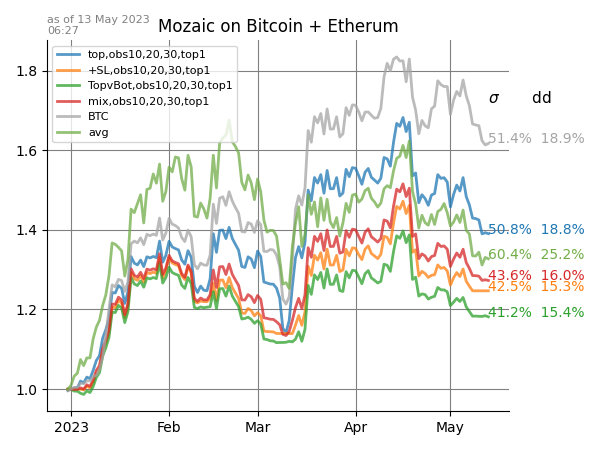 as of 13 May 2023
06:27
Mozaic on Bitcoin + Etherum
top,obs10,20,30,top1
+SL,obs10,20,30,top1
TopvBot,obs10,20,30,top1
mix,obs10,20,30,top1
BTC
avg
σ dd
51.4% 18.9%
50.8% 18.8%
60.4% 25.2%
43.6% 16.0%
42.5% 15.3%
41.2% 15.4%
1.8
1.6
1.4
1.2
1.0
2023 Feb Mar Apr May